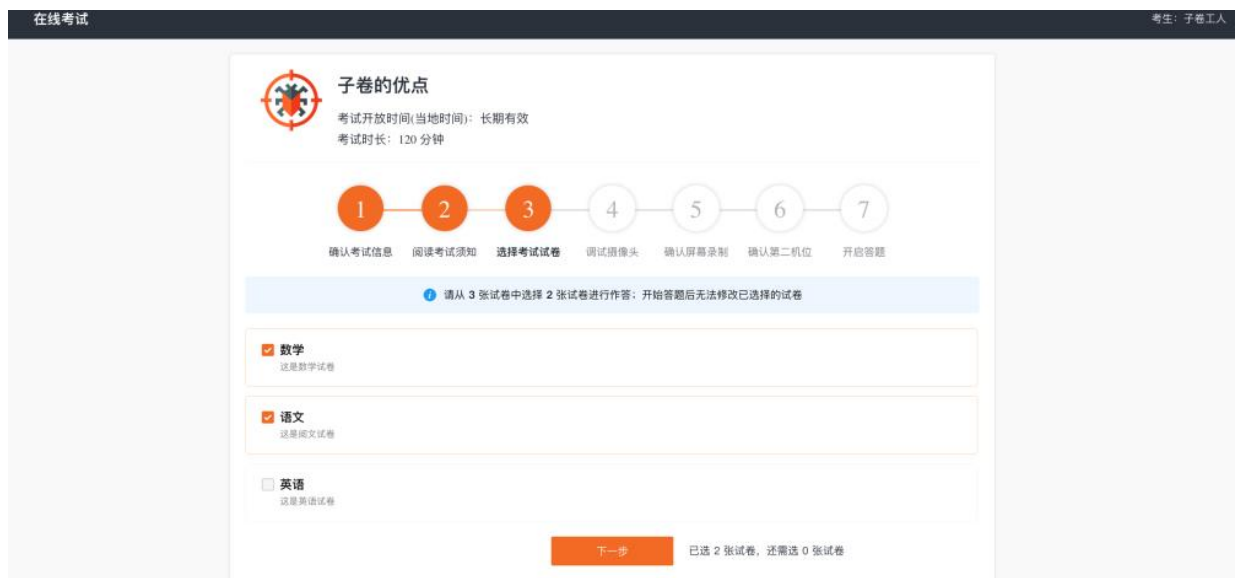 在线考试
考生：子卷工人
子卷的优点
考试开放时间(当地时间)：长期有效
考试时长：120 分钟
1 2 3 4 5 6 7
确认考试信息 阅读考试须知 选择考试试卷 调试摄像头 确认屏幕录制 确认第二机位 开启答题
请从 3 张试卷中选择 2 张试卷进行作答；开始答题后无法修改已选择的试卷
数学
这是数学试卷
语文
这是阅文试卷
英语
这是英语试卷
下一步
已选 2 张试卷，还需选 0 张试卷